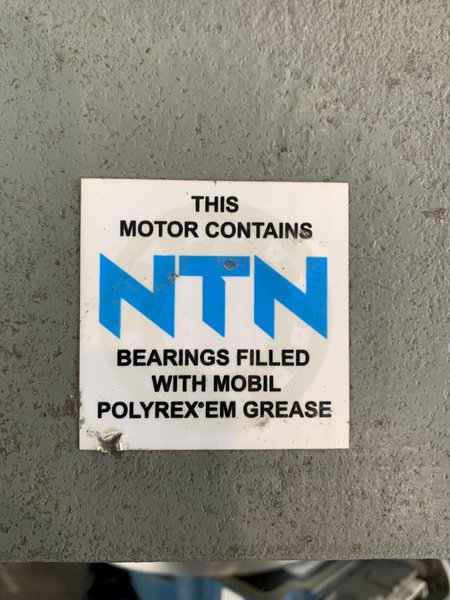 THIS
MOTOR CONTAINS
NTN
BEARINGS FILLED
WITH MOBIL
POLYREX®EM GREASE